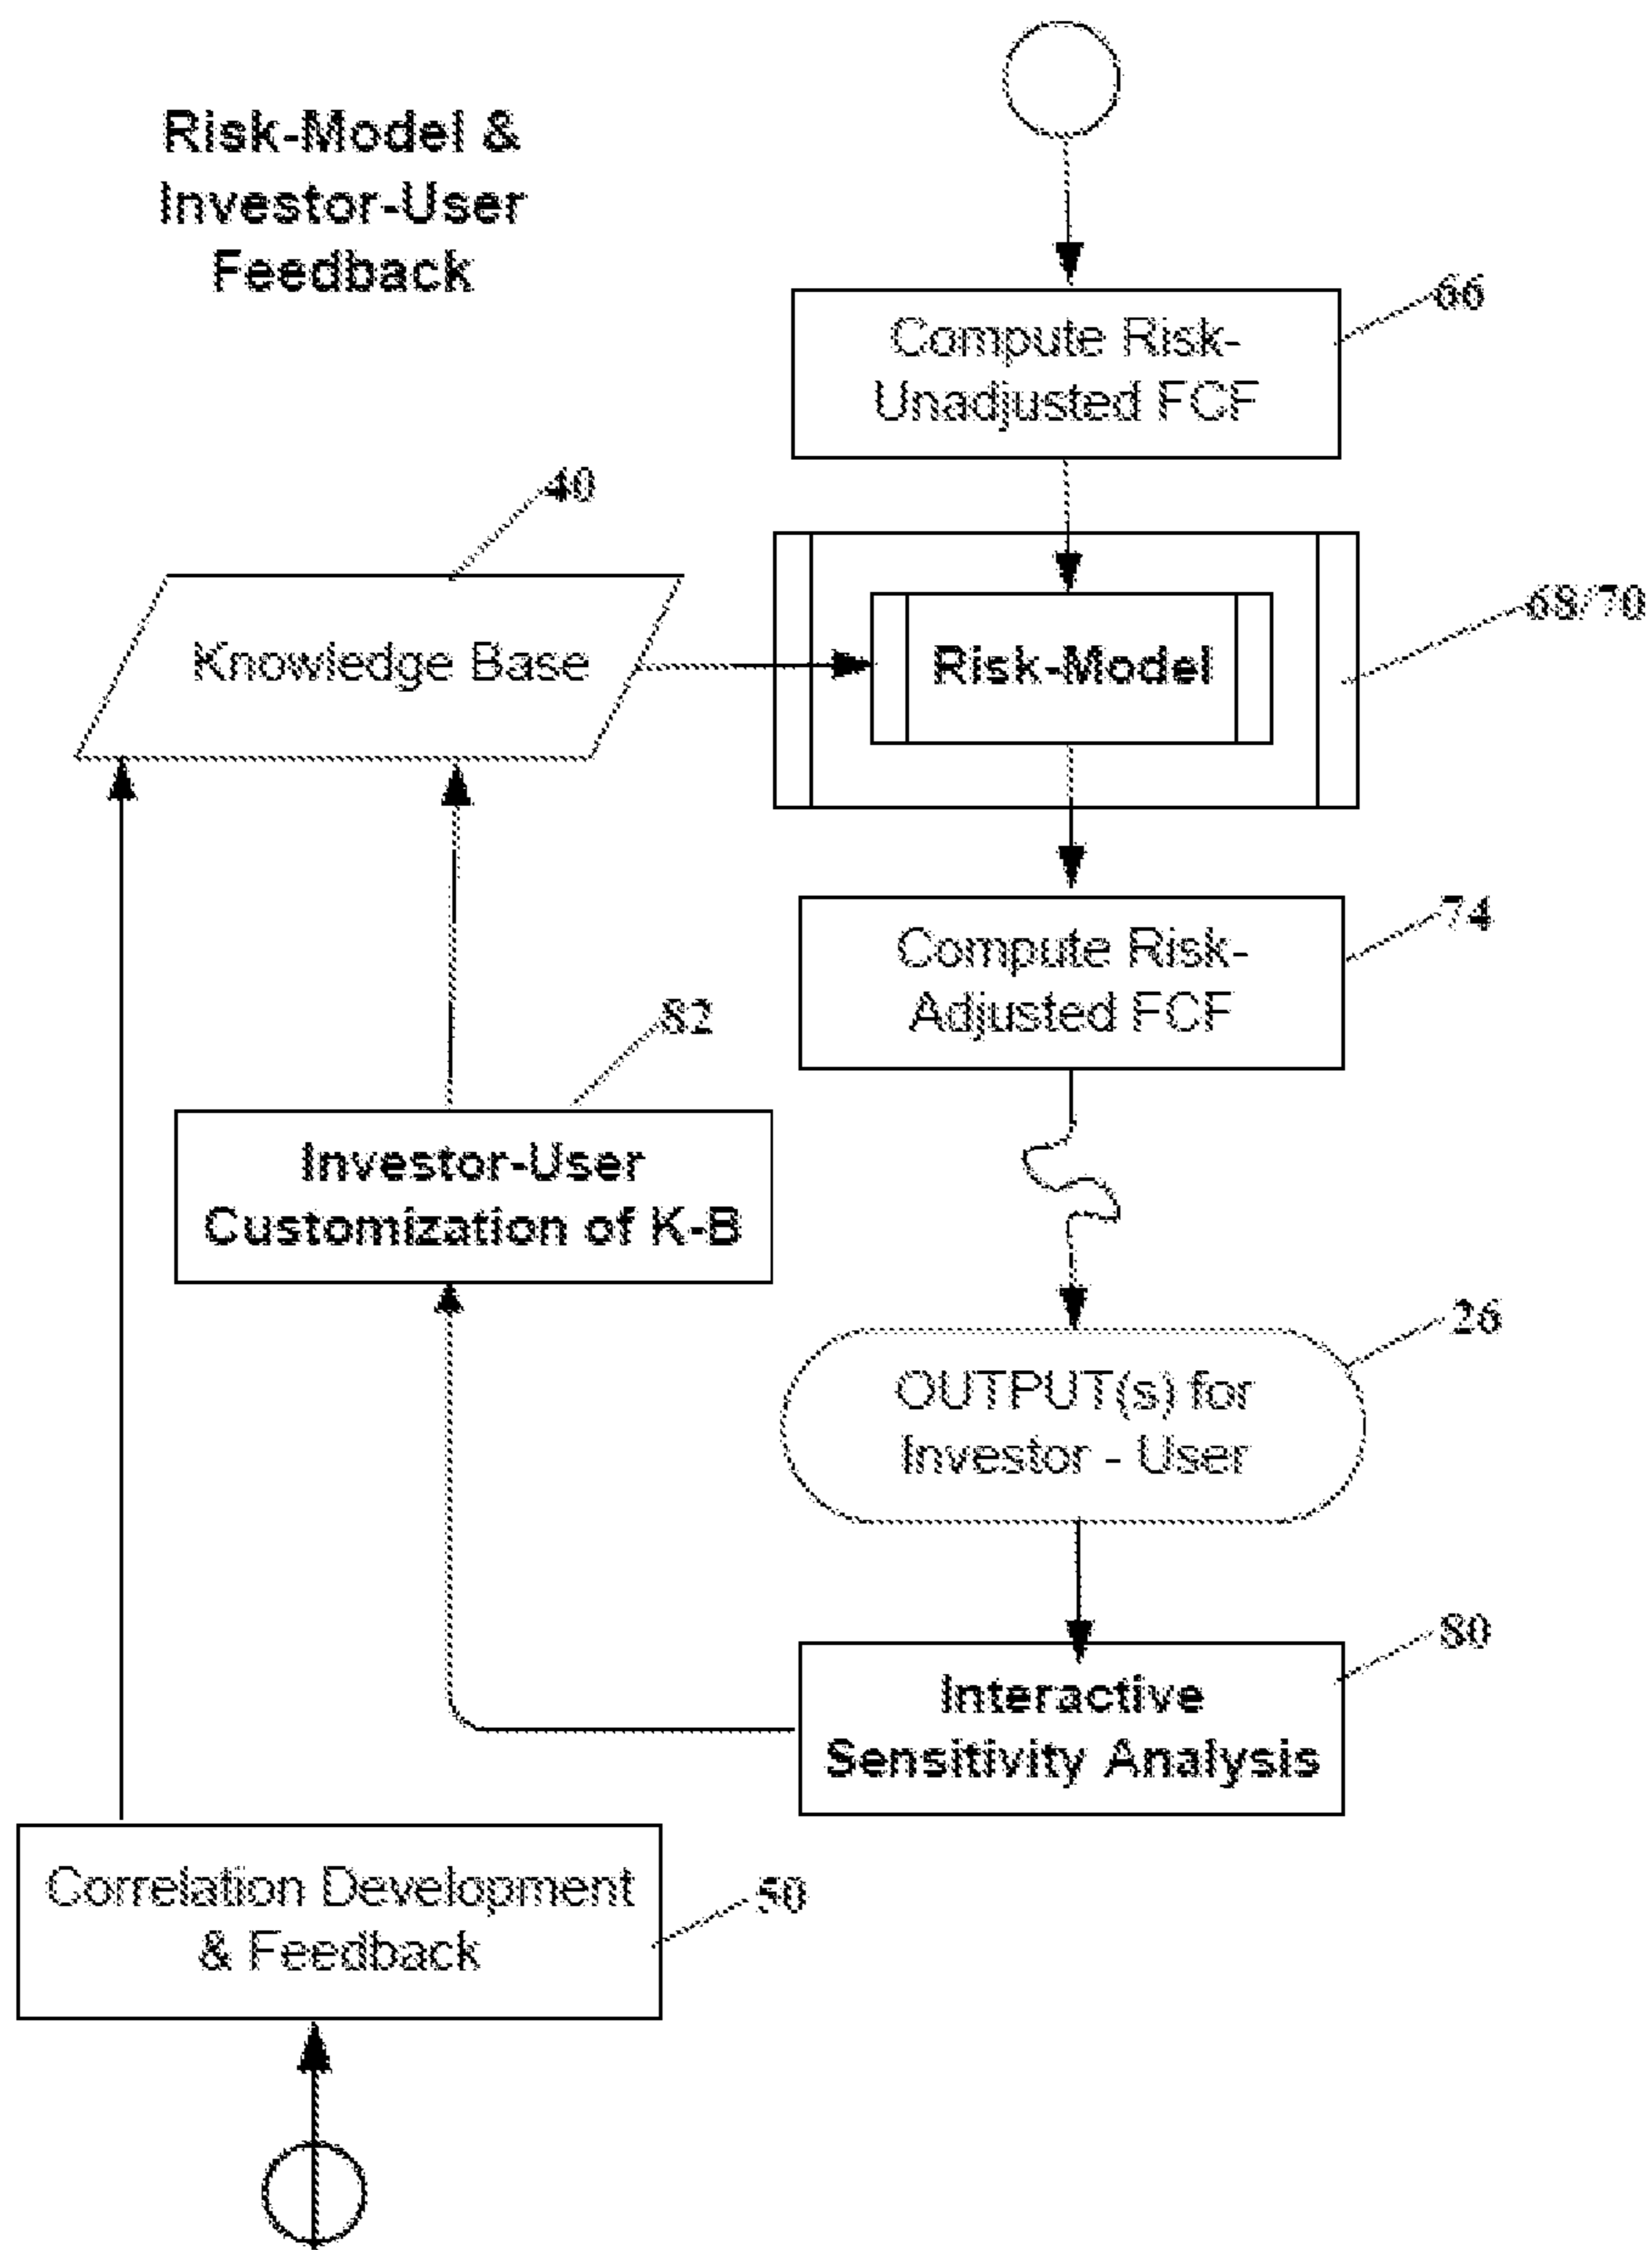 Risk-Model &
Investor-User
Feedback
66
Compute Risk-
Unadjusted FCF
40
68/70
Knowledge Base
Risk-Model
74
Compute Risk-
Adjusted FCF
82
Investor-User
Customization of K-B
26
OUTPUT(s) for
Investor - User
80
Interactive
Sensitivity Analysis
Correlation Development
& Feedback
50